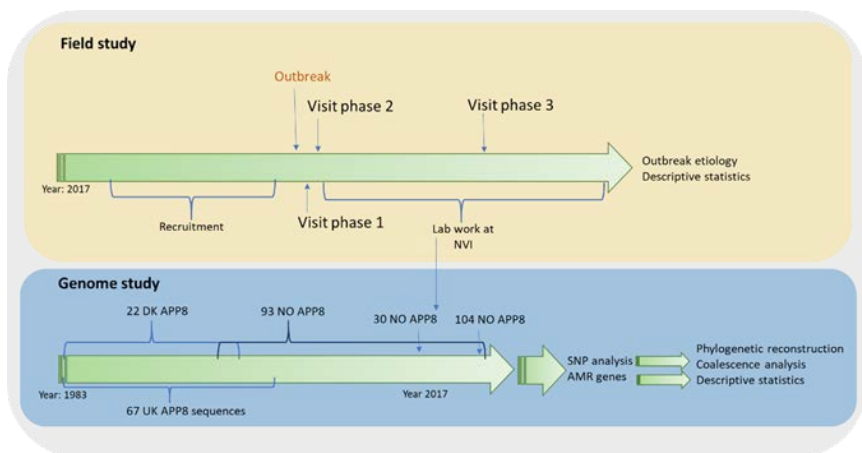 Field study
Outbreak
Visit phase 2
Visit phase 3
Outbreak etiology
Descriptive statistics
Year: 2017
Recruitment
Visit phase 1
Lab work at
NVI
Genome study
22 DK APP8
93 NO APP8
30 NO APP8
104 NO APP8
SNP analysis
AMR genes
Phylogenetic reconstruction
Coalescence analysis
Descriptive statistics
Year: 1983
Year 2017
67 UK APP8 sequences